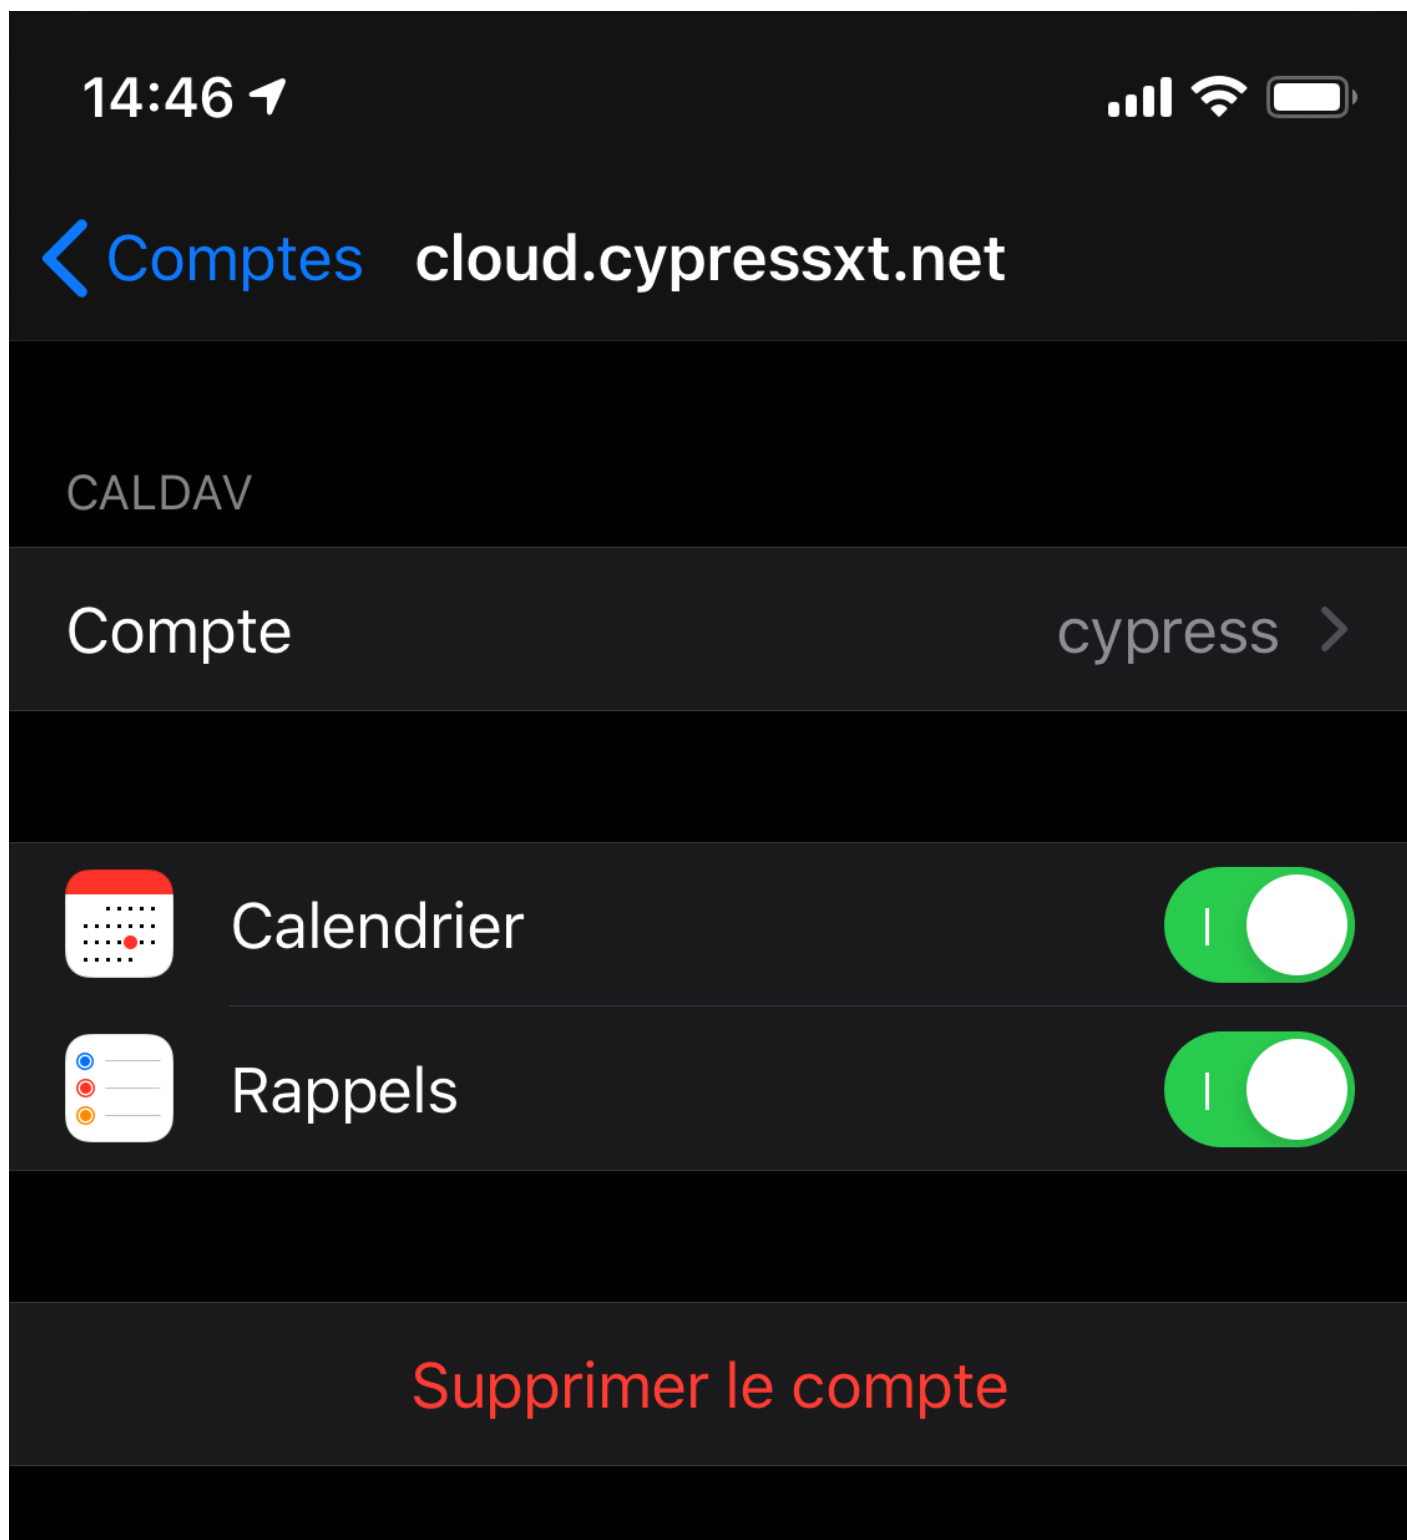 14:46
Comptes cloud.cypressxt.net
CALDAV
Compte cypress
Calendrier
Rappels
Supprimer le compte